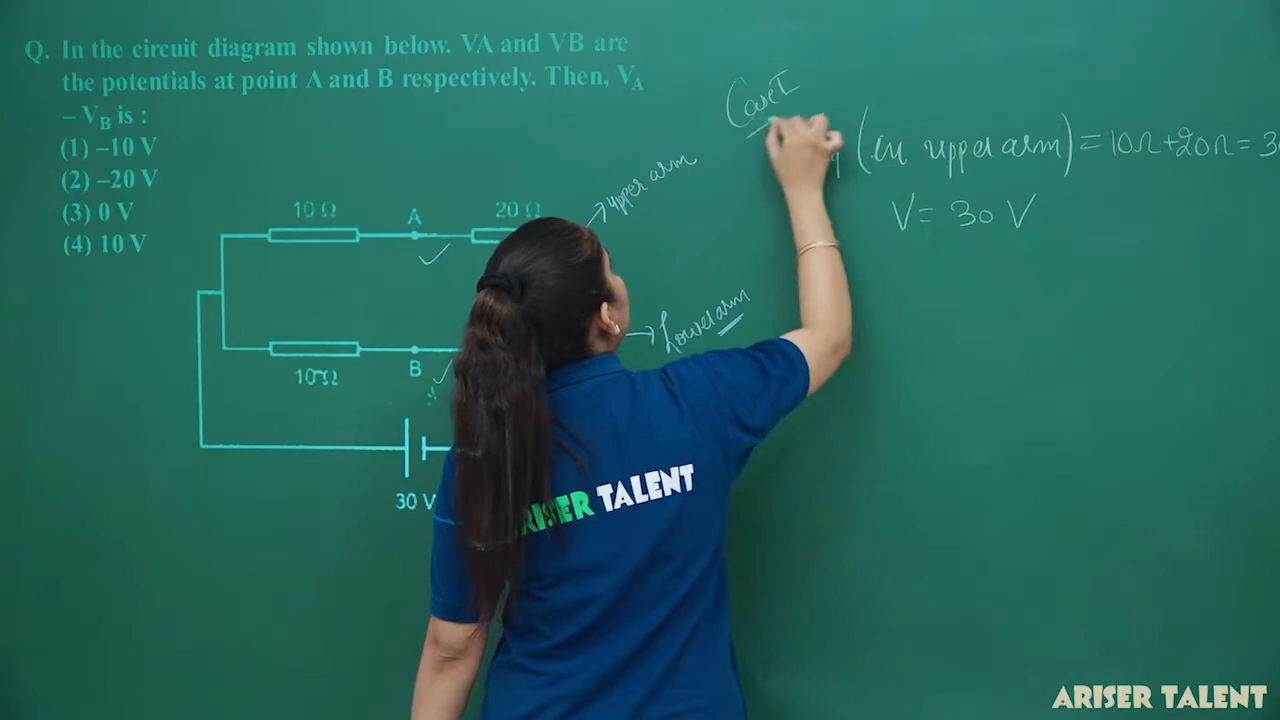 Q. In the circuit diagram shown below. VA and VB are
the potentials at point A and B respectively. Then, VA
– VB is :
(1) –10 V
(2) –20 V
(3) 0 V
(4) 10 V
10 Ω
A
20 Ω
upper arm
Lower arm
10 Ω
B
30 V
Case I
(in upper arm) = 10Ω+20Ω = 3
V = 30 V
RISER TALENT
ARISER TALENT